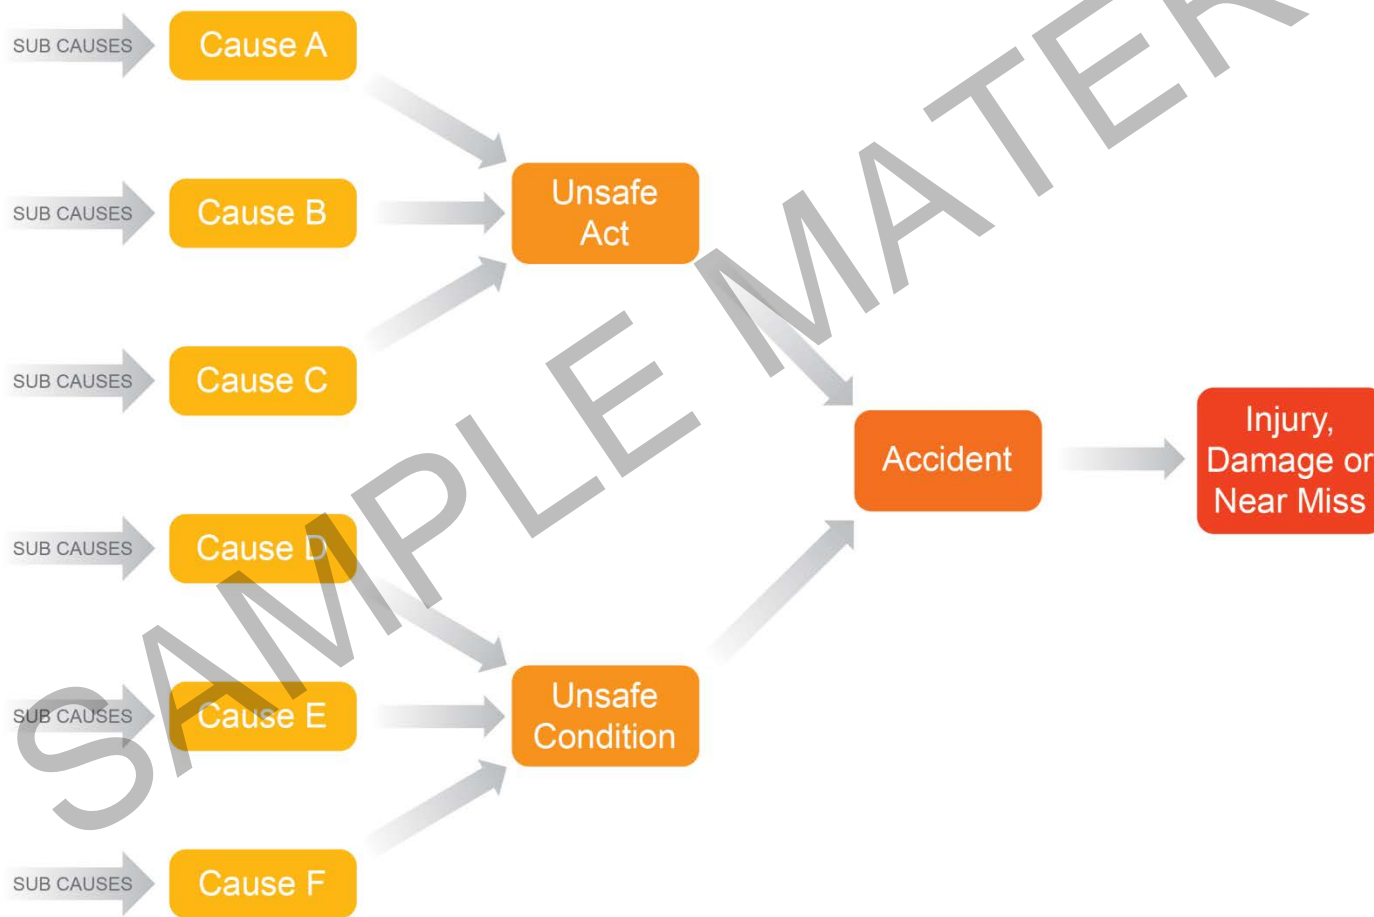 SUB CAUSES
Cause A
SUB CAUSES
Cause B
SUB CAUSES
Cause C
Unsafe
Act
SUB CAUSES
Cause D
SUB CAUSES
Cause E
SUB CAUSES
Cause F
Unsafe
Condition
Accident
Injury,
Damage or
Near Miss
SAMPLE MATER